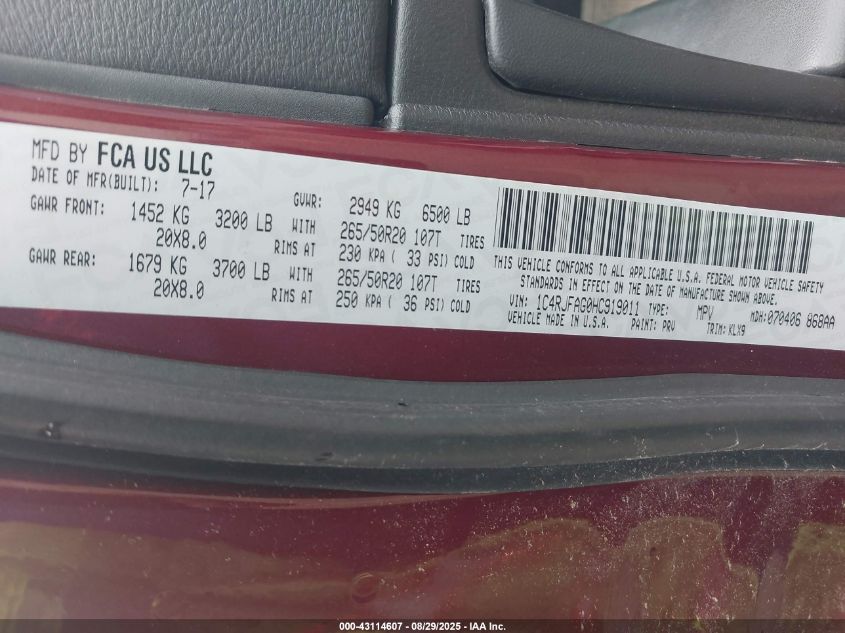 MFD BY FCA US LLC
DATE OF MFR(BUILT): 7-17 GVWR: 2949 KG 6500 LB
GAWR FRONT: 1452 KG 3200 LB WITH 265/50R20 107T TIRES
20X8.0 RIMS AT 230 KPA ( 33 PSI) COLD
GAWR REAR: 1679 KG 3700 LB WITH 265/50R20 107T TIRES
20X8.0 RIMS AT 250 KPA ( 36 PSI) COLD
THIS VEHICLE CONFORMS TO ALL APPLICABLE U.S.A. FEDERAL MOTOR VEHICLE SAFETY
STANDARDS IN EFFECT ON THE DATE OF MANUFACTURE SHOWN ABOVE.
VIN: 1C4RJFAG0HC919011 TYPE: MPV MDH: 070406 868AA
VEHICLE MADE IN U.S.A. PAINT: PRV TRIM: KLX9
000-43114607 - 08/29/2025 - IAA Inc.